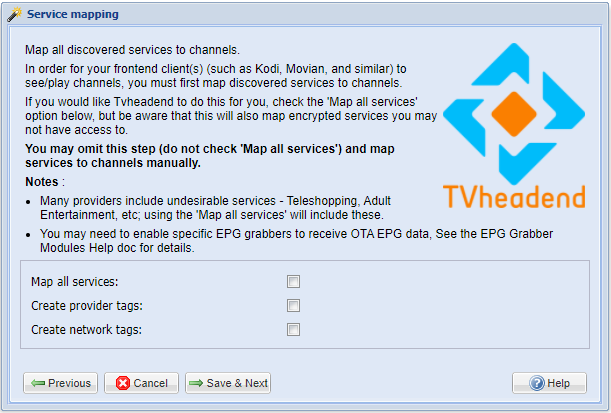 Service mapping
Map all discovered services to channels.
In order for your frontend client(s) (such as Kodi, Movian, and similar) to
see/play channels, you must first map discovered services to channels.
If you would like Tvheadend to do this for you, check the 'Map all services'
option below, but be aware that this will also map encrypted services you may
not have access to.
You may omit this step (do not check 'Map all services') and map
services to channels manually.
Notes :
• Many providers include undesirable services - Teleshopping, Adult
Entertainment, etc; using the 'Map all services' will include these.
• You may need to enable specific EPG grabbers to receive OTA EPG data, See the EPG Grabber
Modules Help doc for details.
TVheadend
Map all services:
Create provider tags:
Create network tags:
Previous
Cancel
Save & Next
Help